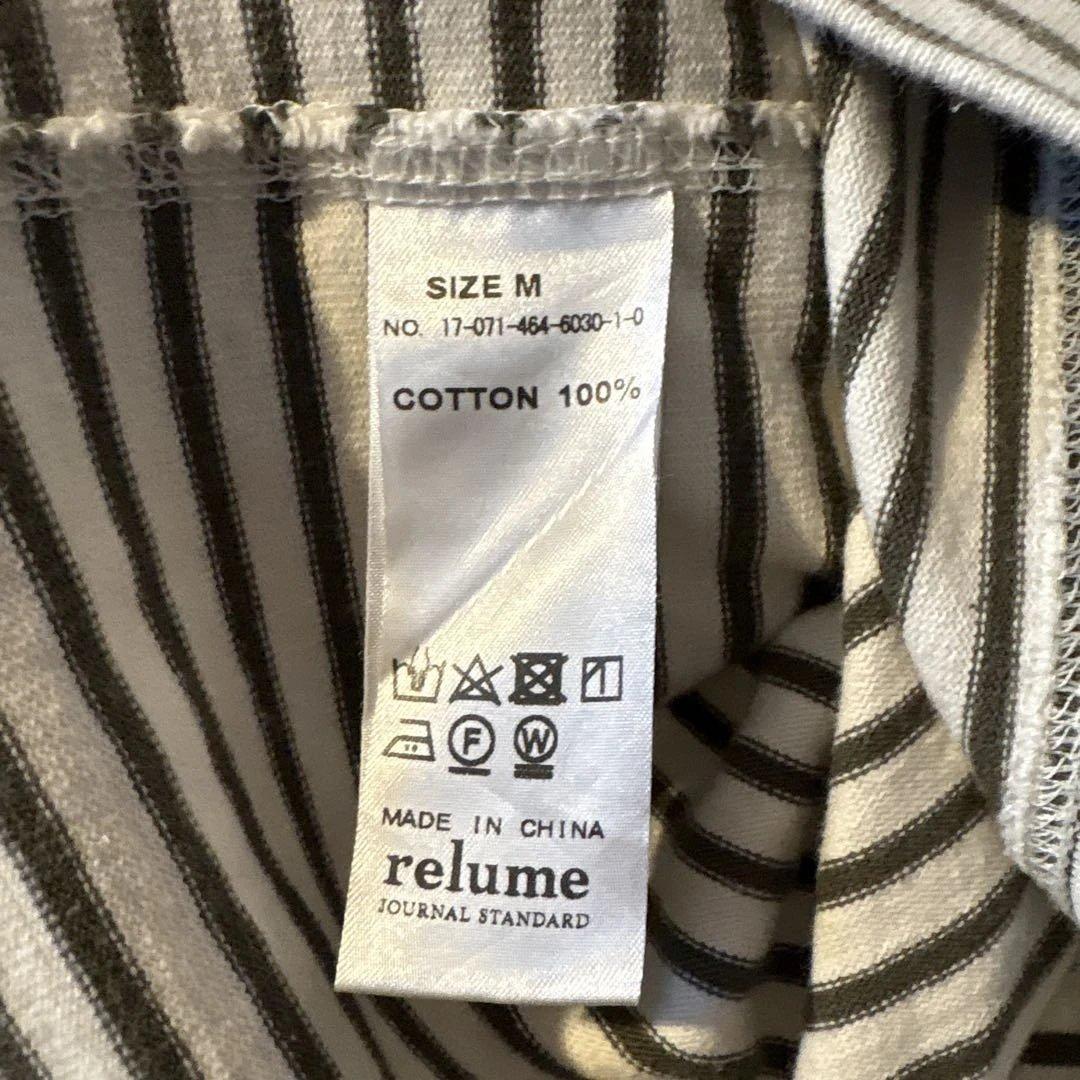 SIZE M
NO. 17-071-464-6030-1-0
COTTON 100%
F W
MADE IN CHINA
relume
JOURNAL STANDARD